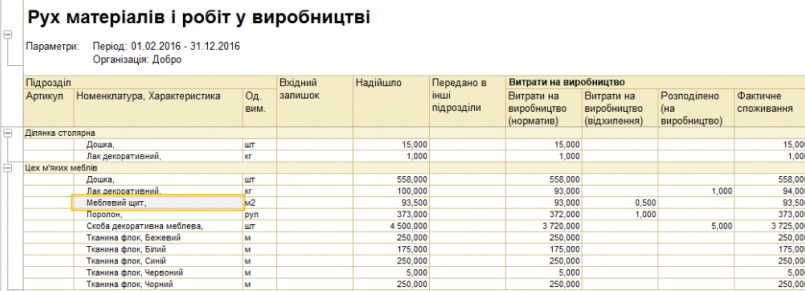 Рух матеріалів і робіт у виробництві
Параметри: Період: 01.02.2016 - 31.12.2016
Організація: Добро
Підрозділ Вхідний запишок Надійшло Передано в інші підрозділи Витрати на виробництво
Артикул Номенклатура, Характеристика Од. вим. Витрати на виробництво (норматив) Витрати на виробництво (відхилення) Розподілено (на виробництво) Фактичне споживання
Ділянка столярна
Дошка, шт 15,000 15,000 15,000
Лак декоративний, кг 1,000 1,000 1,000
Цех м'яких меблів
Дошка, шт 558,000 558,000 558,000
Лак декоративний, кг 100,000 93,000 1,000 94,000
Меблевий щит, м2 93,500 93,000 0,500 93,500
Поролон, рул 373,000 372,000 1,000 373,000
Скоба декоративна меблева, шт 4 500,000 3 720,000 5,000 3 725,000
Тканина флок, Бежевий м 250,000 250,000 250,000
Тканина флок, Білий м 175,000 175,000 175,000
Тканина флок, Синій м 250,000 250,000 250,000
Тканина флок, Червоний м 5,000 5,000 5,000
Тканина флок, Чорний м 250,000 250,000 250,000